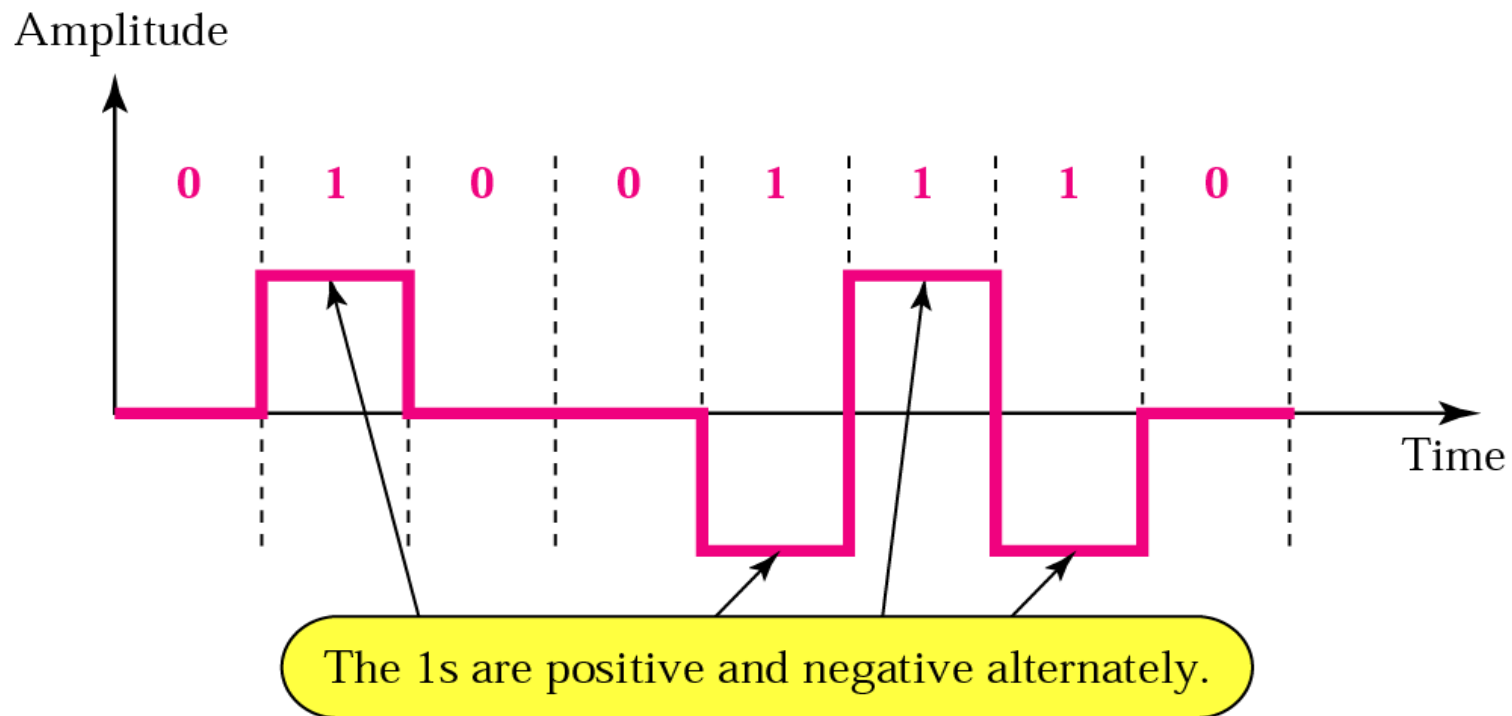 Amplitude
0 1 0 0 1 1 1 0
Time
The 1s are positive and negative alternately.